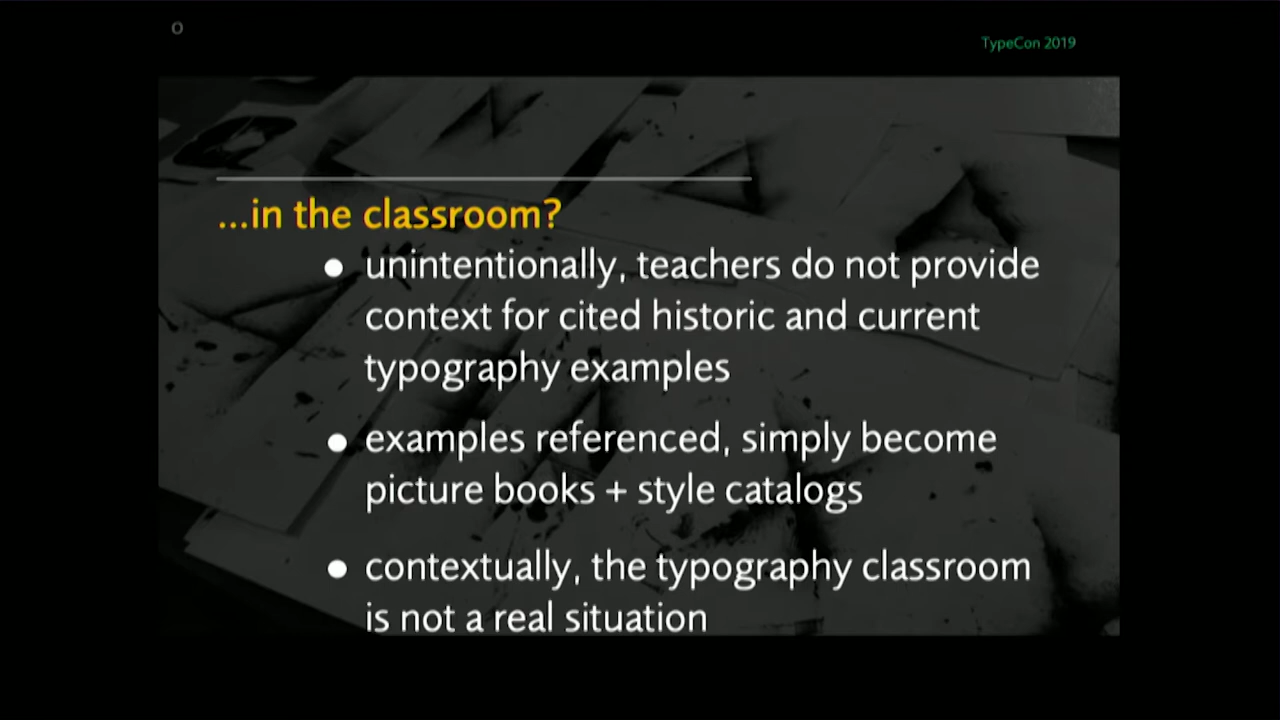 o
TypeCon 2019
...in the classroom?
● unintentionally, teachers do not provide
context for cited historic and current
typography examples
● examples referenced, simply become
picture books + style catalogs
● contextually, the typography classroom
is not a real situation